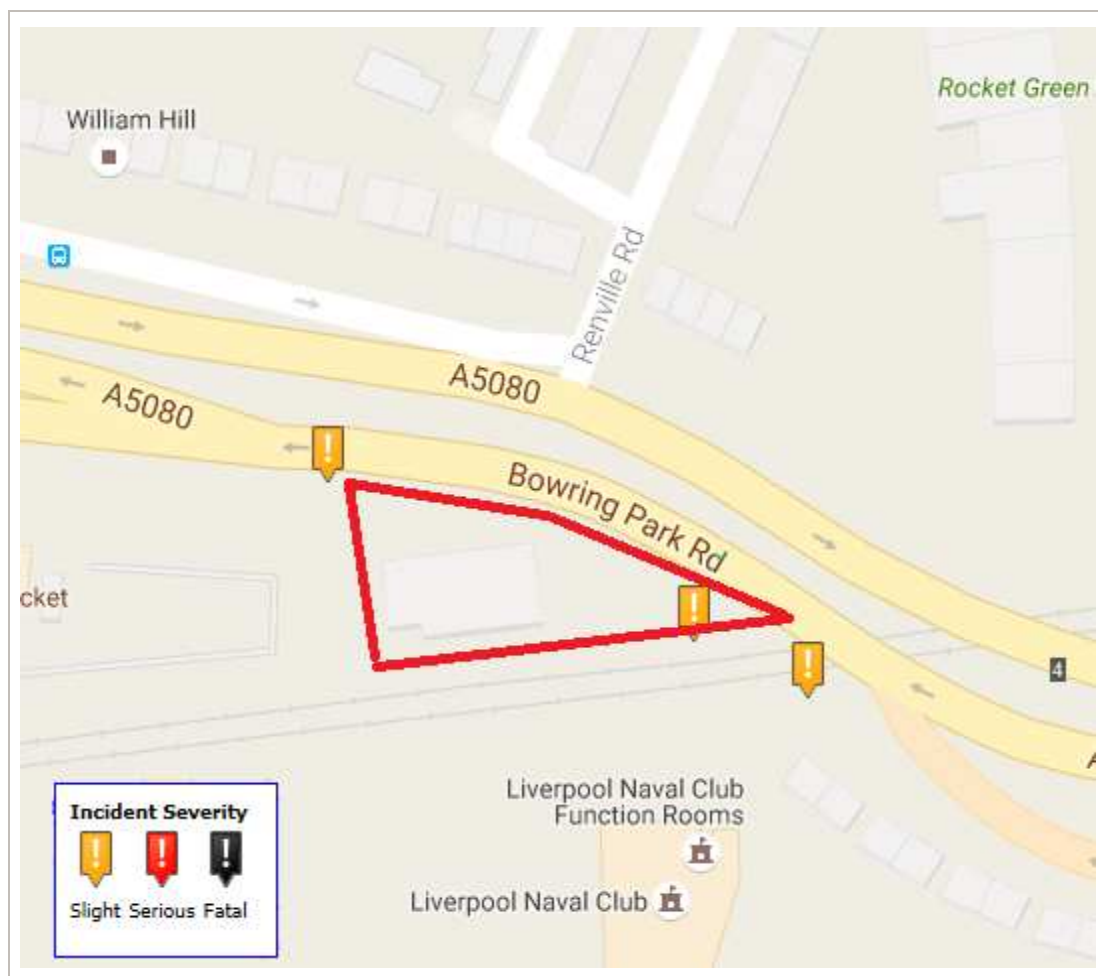 Rocket Green
William Hill
Renville Rd
A5080
A5080
Bowring Park Rd
cket
4
A
Liverpool Naval Club
Function Rooms
Liverpool Naval Club
Incident Severity
Slight Serious Fatal